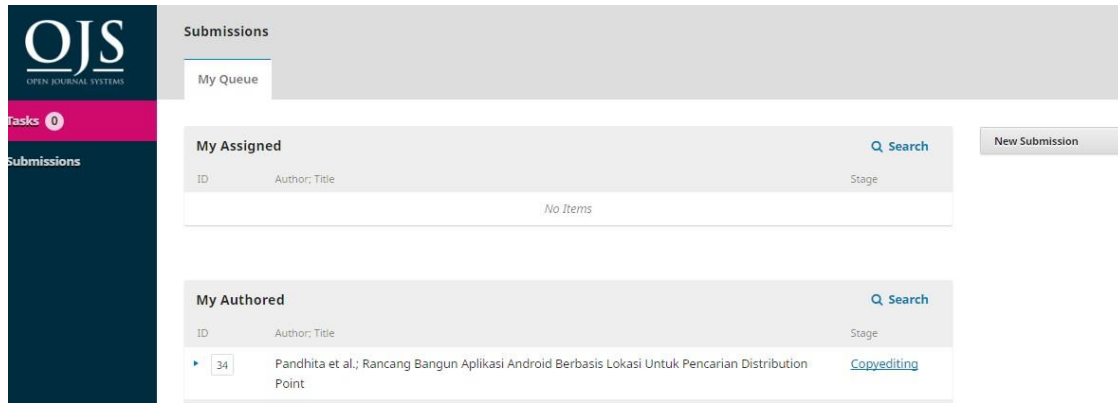 OJS
OPEN JOURNAL SYSTEMS
Tasks 0
Submissions
Submissions
My Queue
My Assigned
Search
ID Author; Title Stage
No Items
New Submission
My Authored
Search
ID Author; Title Stage
34 Pandhita et al.; Rancang Bangun Aplikasi Android Berbasis Lokasi Untuk Pencarian Distribution Copyediting
Point